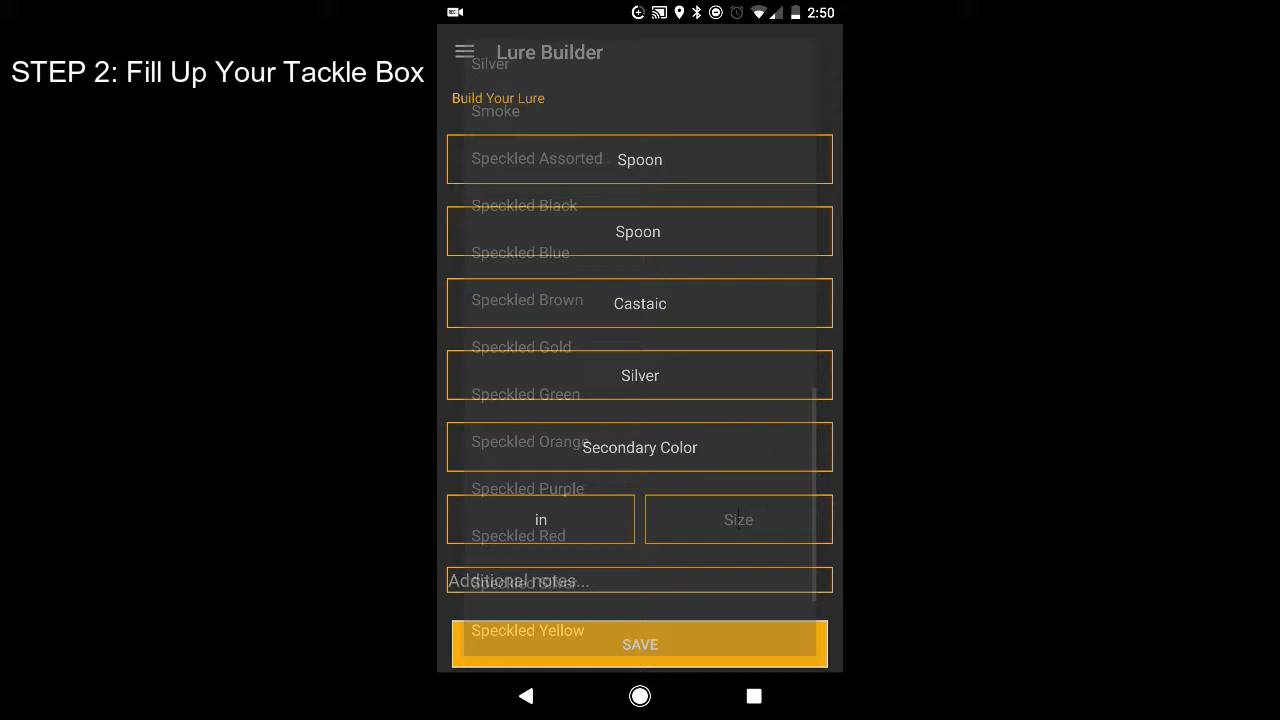 2:50
STEP 2: Fill Up Your Tackle Box
Lure Builder
Silver
Build Your Lure
Smoke
Speckled Assorted
Spoon
Speckled Black
Spoon
Speckled Blue
Speckled Brown
Castaic
Speckled Gold
Silver
Speckled Green
Speckled Orange
Secondary Color
Speckled Purple
in
Size
Speckled Red
Additional notes...
Speckled Silver
Speckled Yellow
SAVE